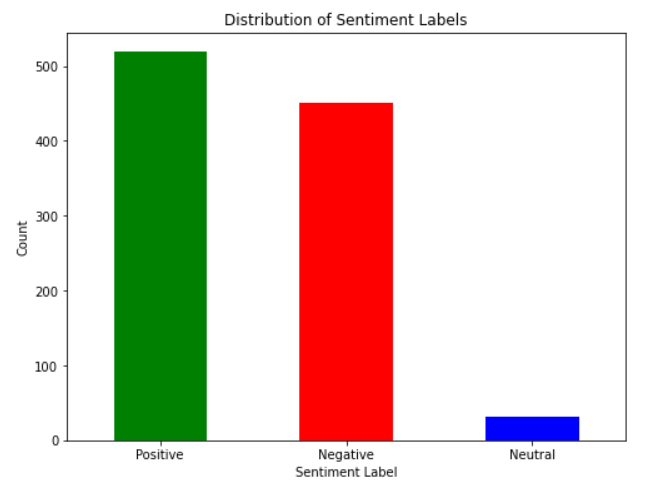 Distribution of Sentiment Labels
500
400
300
200
100
0
Count
Positive Negative Neutral
Sentiment Label